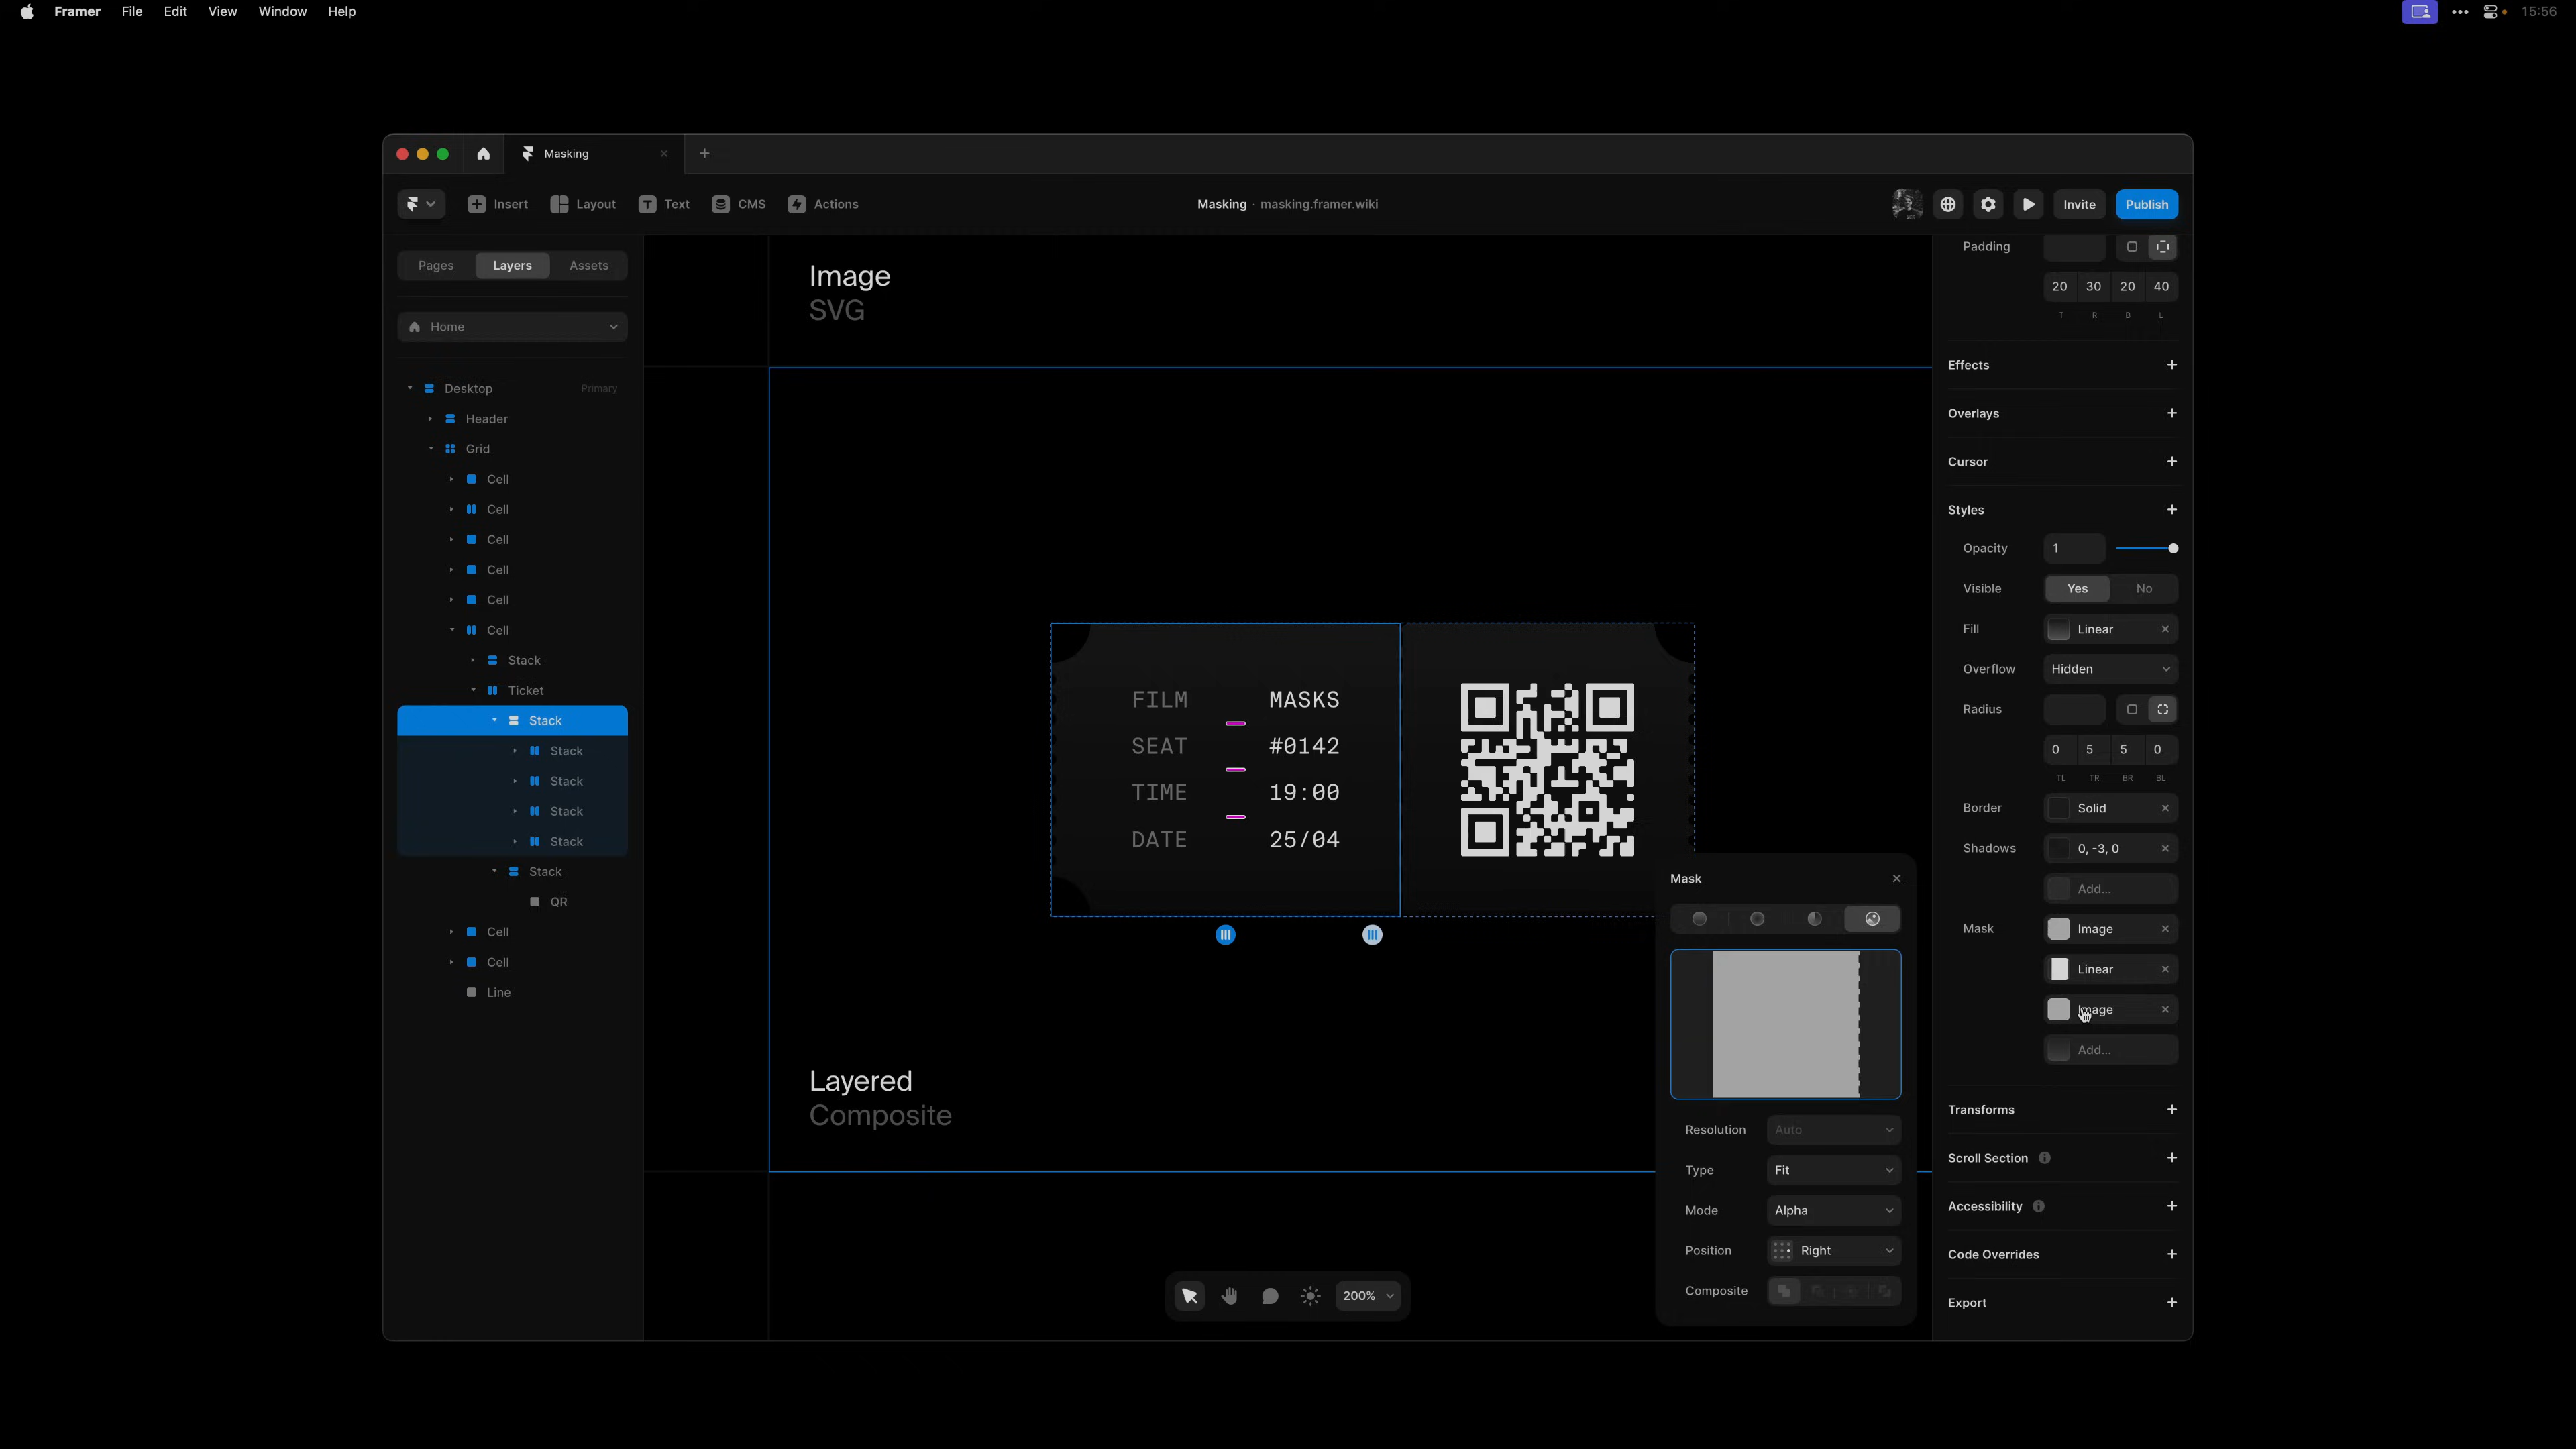 Framer File Edit View Window Help 15:56
Masking
Insert Layout Text CMS Actions
Masking · masking.framer.wiki
Invite Publish
Pages Layers Assets
Home
Desktop Primary
Header
Grid
Cell
Cell
Cell
Cell
Cell
Cell
Stack
Ticket
Stack
Stack
Stack
Stack
Stack
Stack
QR
Cell
Cell
Line
Image
SVG
FILM MASKS
SEAT #0142
TIME 19:00
DATE 25/04
Layered
Composite
200%
Mask
Resolution Auto
Type Fit
Mode Alpha
Position Right
Composite
Padding
20 30 20 40
T R B L
Effects
Overlays
Cursor
Styles
Opacity 1
Visible Yes No
Fill Linear
Overflow Hidden
Radius
0 5 5 0
TL TR BR BL
Border Solid
Shadows 0, -3, 0
Add...
Mask Image
Linear
Image
Add...
Transforms
Scroll Section
Accessibility
Code Overrides
Export